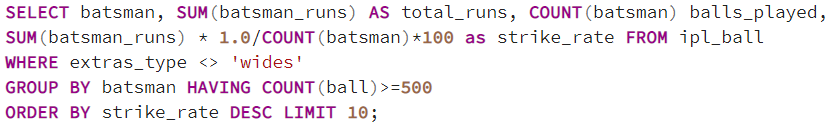 SELECT batsman, SUM(batsman_runs) AS total_runs, COUNT(batsman) balls_played,
SUM(batsman_runs) * 1.0/COUNT(batsman)*100 as strike_rate FROM ipl_ball
WHERE extras_type <> 'wides'
GROUP BY batsman HAVING COUNT(ball)>=500
ORDER BY strike_rate DESC LIMIT 10;